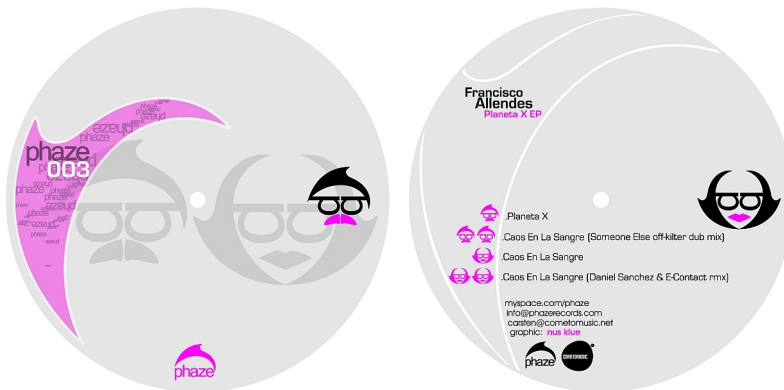 phaze
003
phaze
Francisco
Allendes
Planeta X EP
.Planeta X
.Caos En La Sangre (Someone Else off-kilter dub mix)
.Caos En La Sangre
.Caos En La Sangre (Daniel Sanchez & E-Contact rmx)
myspace.com/phaze
info@phazerecords.com
carsten@cometomusic.net
graphic: nus klue
phaze
COMETOMUSIC